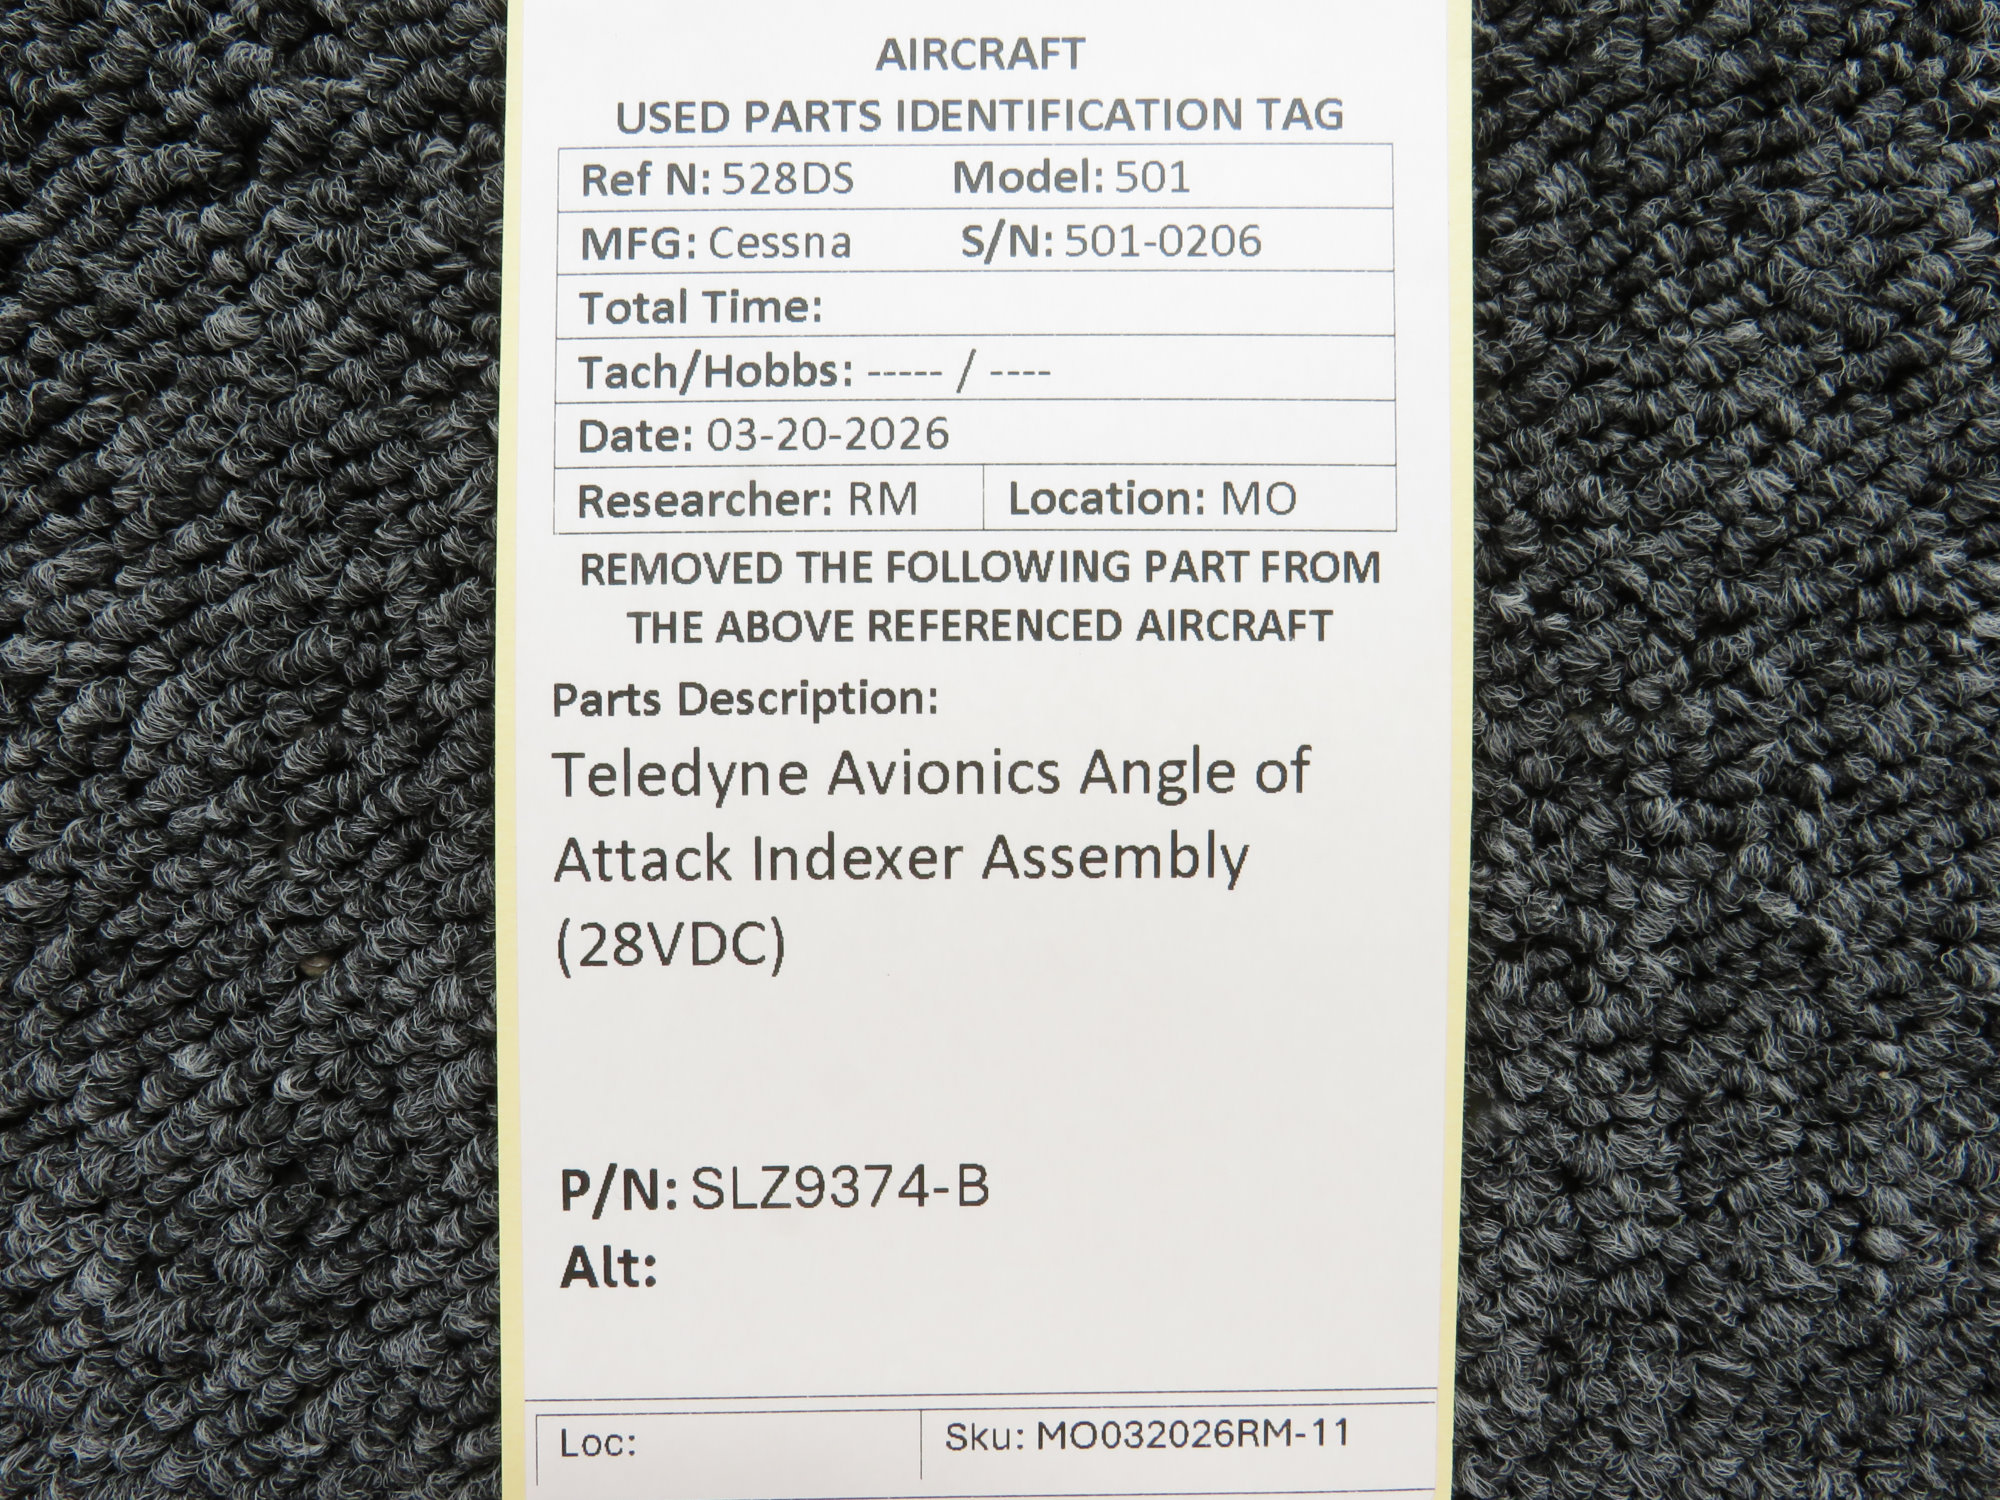 AIRCRAFT
USED PARTS IDENTIFICATION TAG
Ref N: 528DS Model: 501
MFG: Cessna S/N: 501-0206
Total Time:
Tach/Hobbs: ----- / ----
Date: 03-20-2026
Researcher: RM Location: MO
REMOVED THE FOLLOWING PART FROM
THE ABOVE REFERENCED AIRCRAFT
Parts Description:
Teledyne Avionics Angle of
Attack Indexer Assembly
(28VDC)
P/N: SLZ9374-B
Alt:
Loc: Sku: MO032026RM-11